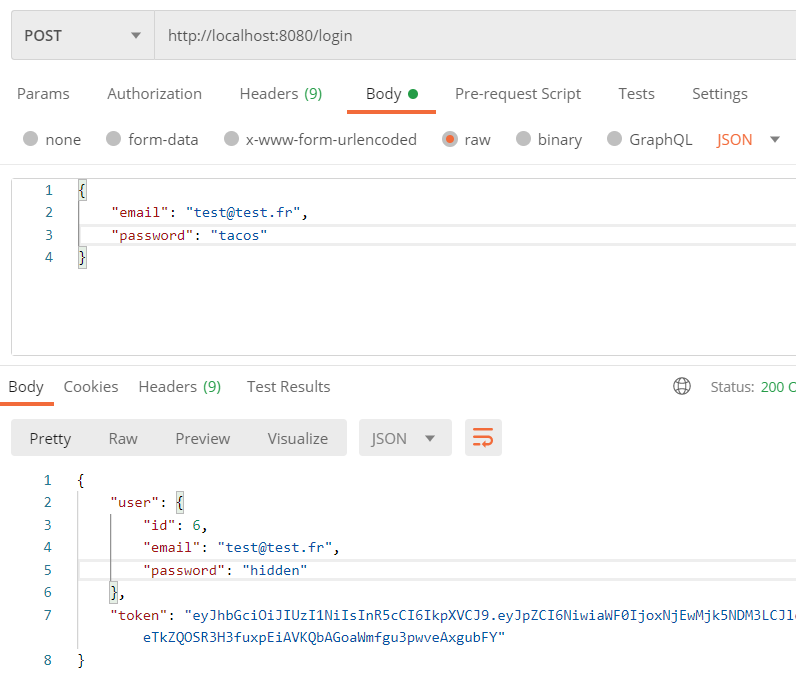 POST http://localhost:8080/login
Params Authorization Headers (9) Body Pre-request Script Tests Settings
none form-data x-www-form-urlencoded raw binary GraphQL JSON
1 {
2 "email": "test@test.fr",
3 "password": "tacos"
4 }
Body Cookies Headers (9) Test Results Status: 200 O
Pretty Raw Preview Visualize JSON
1 {
2 "user": {
3 "id": 6,
4 "email": "test@test.fr",
5 "password": "hidden"
6 },
7 "token": "eyJhbGciOiJIUzI1NiIsInR5cCI6IkpXVCJ9.eyJpZCI6NiwiaWF0IjoxNjEwMjk5NDM3LCJl
eTkZQOSR3H3fuxpEiAVKQbAGoaWmfgu3pwveAxgubFY"
8 }